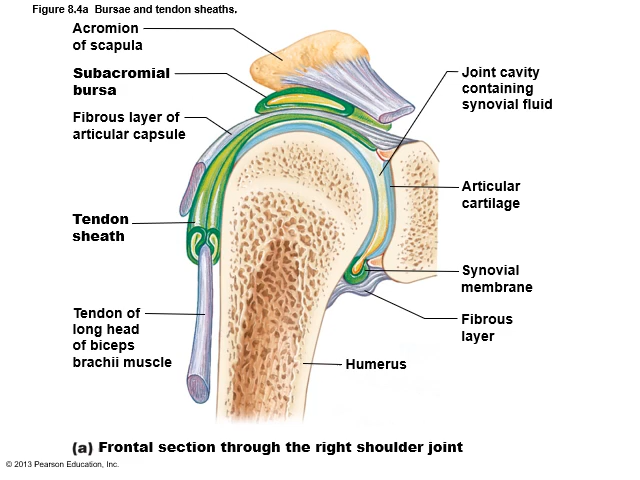 Figure 8.4a Bursae and tendon sheaths.
Acromion
of scapula
Subacromial
bursa
Fibrous layer of
articular capsule
Tendon
sheath
Tendon of
long head
of biceps
brachii muscle
Joint cavity
containing
synovial fluid
Articular
cartilage
Synovial
membrane
Fibrous
layer
Humerus
(a) Frontal section through the right shoulder joint
© 2013 Pearson Education, Inc.